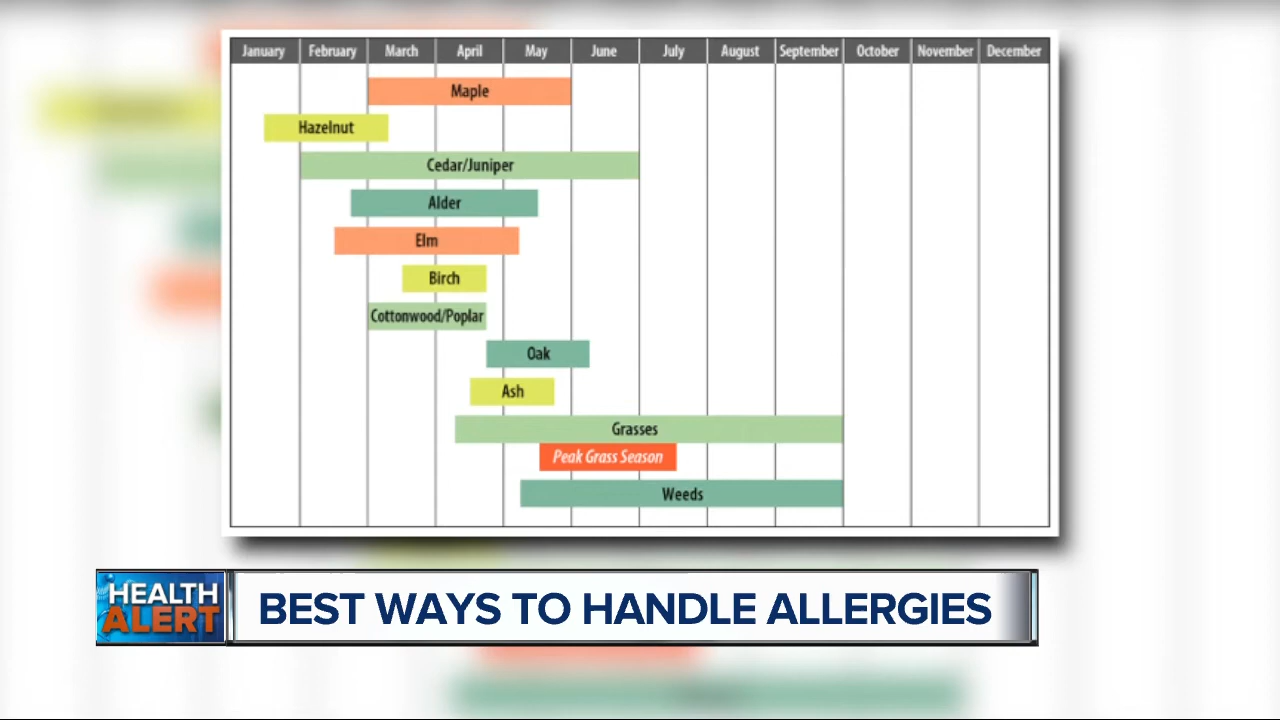 January February March April May June July August September October November December
Maple
Hazelnut
Cedar/Juniper
Alder
Elm
Birch
Cottonwood/Poplar
Oak
Ash
Grasses
Peak Grass Season
Weeds
HEALTH
ALERT
BEST WAYS TO HANDLE ALLERGIES